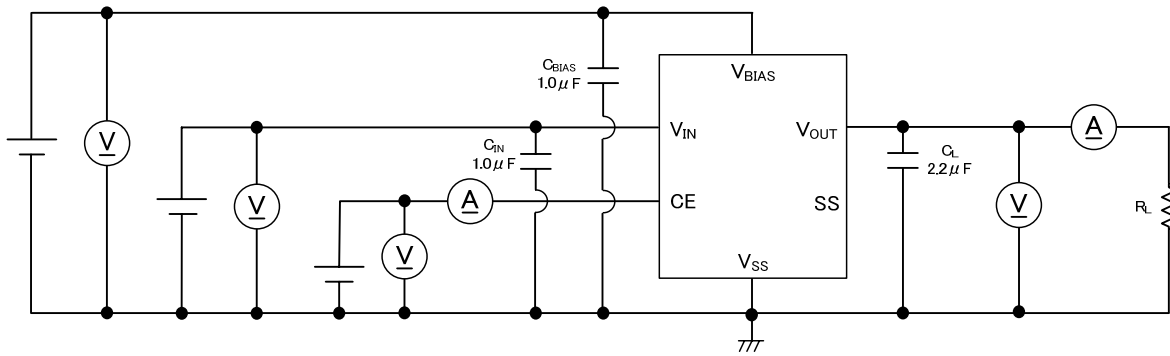 C_BIAS
1.0μF
V_BIAS
V
V_IN
V_OUT
A
C_IN
1.0μF
C_L
2.2μF
V
A
CE
SS
V
R_L
V
V_SS